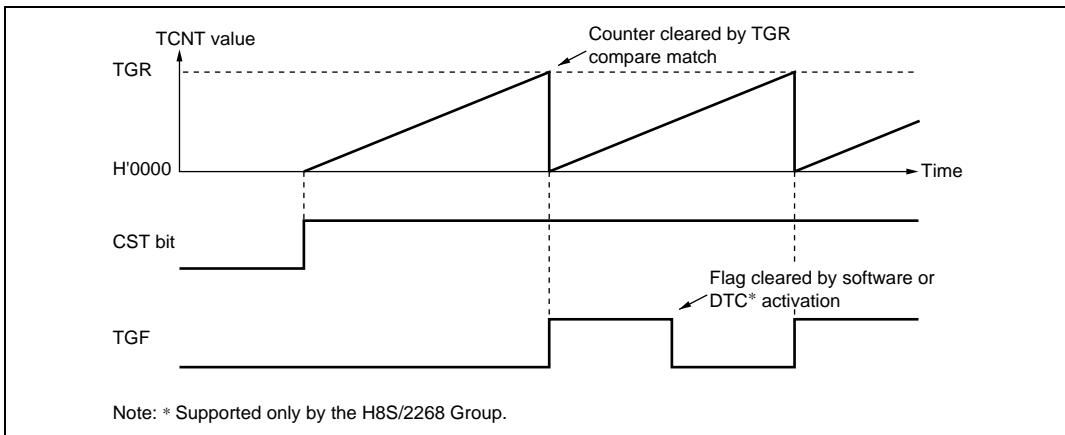 TCNT value
Counter cleared by TGR
compare match
TGR
H'0000
Time
CST bit
Flag cleared by software or
DTC* activation
TGF
Note: * Supported only by the H8S/2268 Group.